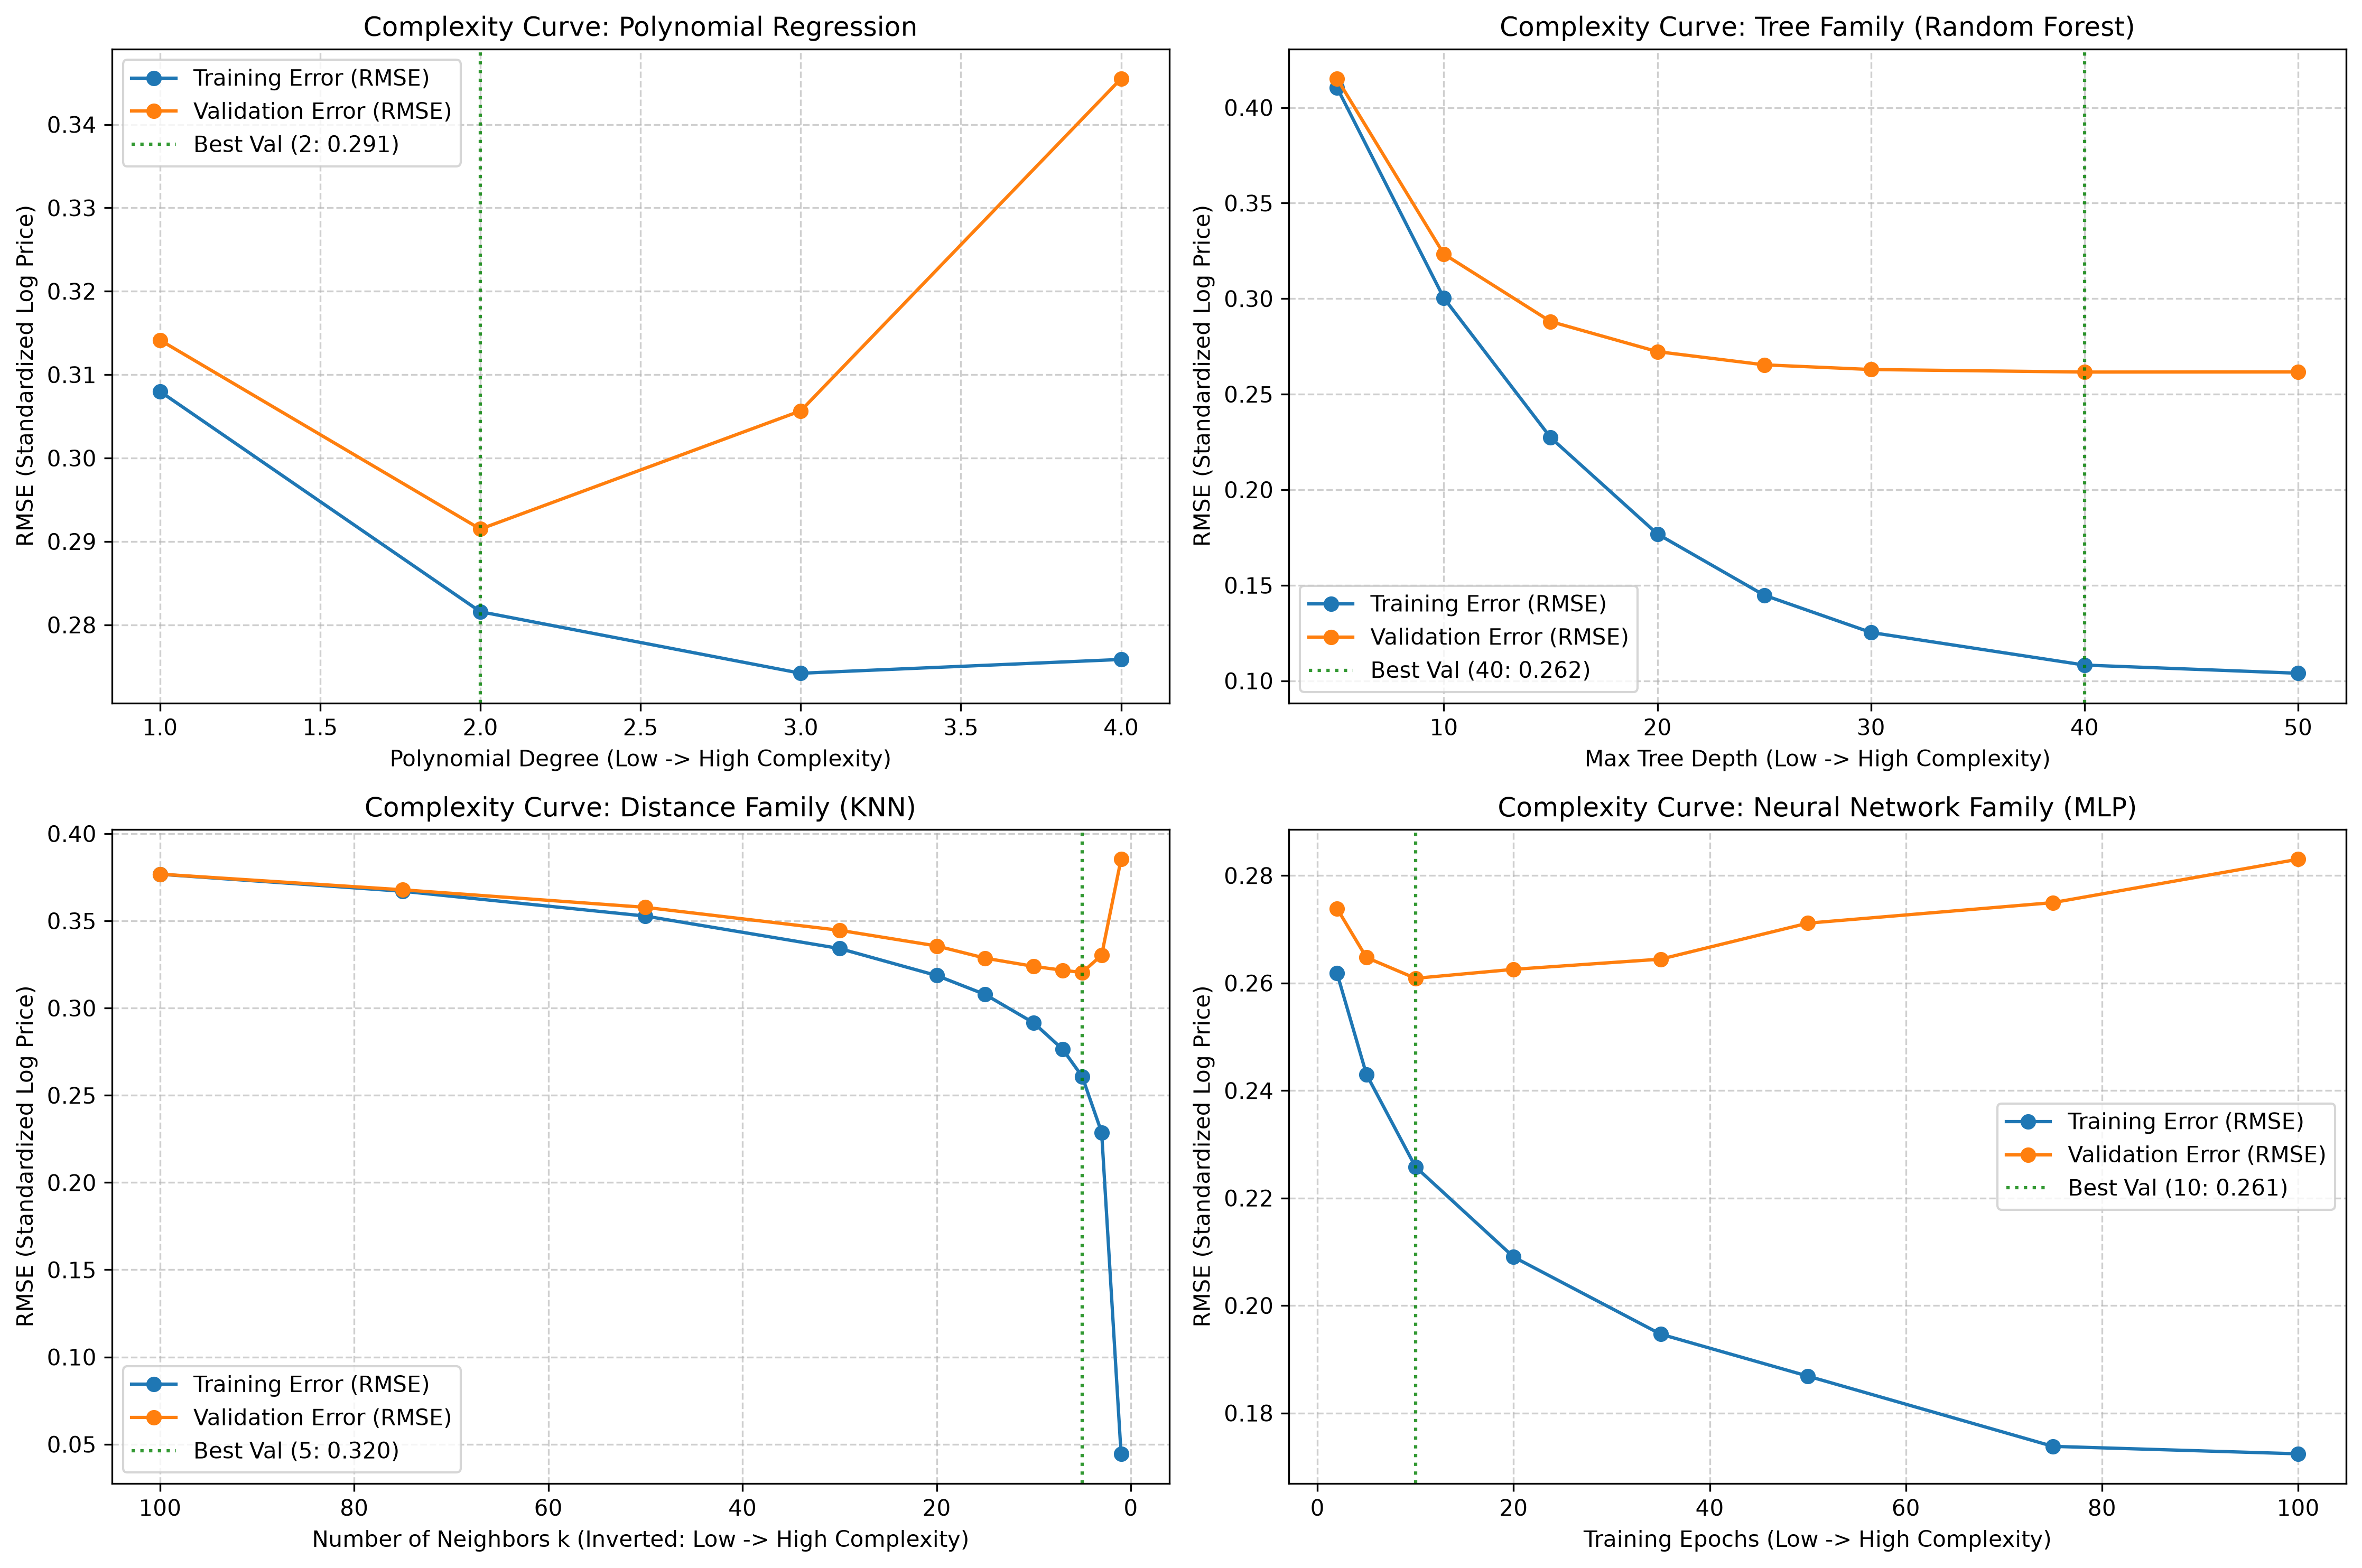 Complexity Curve: Polynomial Regression
RMSE (Standardized Log Price)
0.34
0.33
0.32
0.31
0.30
0.29
0.28
Training Error (RMSE)
Validation Error (RMSE)
Best Val (2: 0.291)
1.0 1.5 2.0 2.5 3.0 3.5 4.0
Polynomial Degree (Low -> High Complexity)
Complexity Curve: Tree Family (Random Forest)
RMSE (Standardized Log Price)
0.40
0.35
0.30
0.25
0.20
0.15
0.10
Training Error (RMSE)
Validation Error (RMSE)
Best Val (40: 0.262)
10 20 30 40 50
Max Tree Depth (Low -> High Complexity)
Complexity Curve: Distance Family (KNN)
RMSE (Standardized Log Price)
0.40
0.35
0.30
0.25
0.20
0.15
0.10
0.05
Training Error (RMSE)
Validation Error (RMSE)
Best Val (5: 0.320)
100 80 60 40 20 0
Number of Neighbors k (Inverted: Low -> High Complexity)
Complexity Curve: Neural Network Family (MLP)
RMSE (Standardized Log Price)
0.28
0.26
0.24
0.22
0.20
0.18
Training Error (RMSE)
Validation Error (RMSE)
Best Val (10: 0.261)
0 20 40 60 80 100
Training Epochs (Low -> High Complexity)